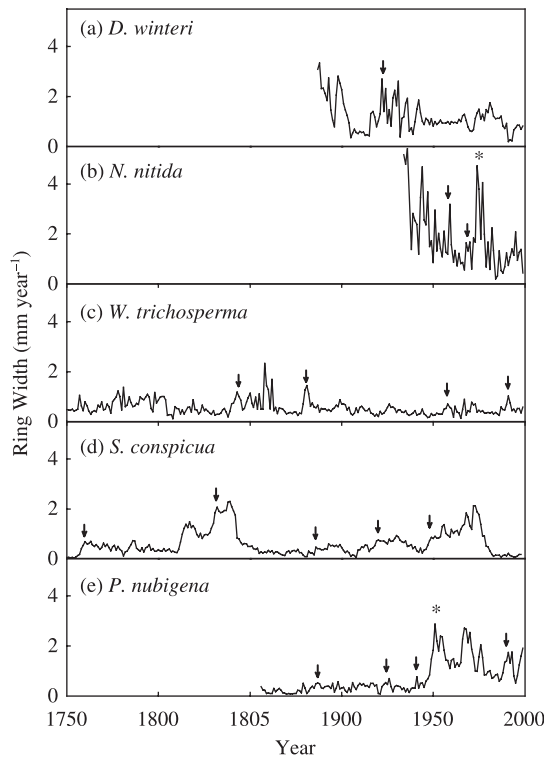 (a) D. winteri
4
2
0
(b) N. nitida
*
4
2
0
(c) W. trichosperma
4
2
0
(d) S. conspicua
4
2
0
(e) P. nubigena
*
4
2
0
1750 1800 1805 1900 1950 2000
Year
Ring Width (mm year⁻¹)